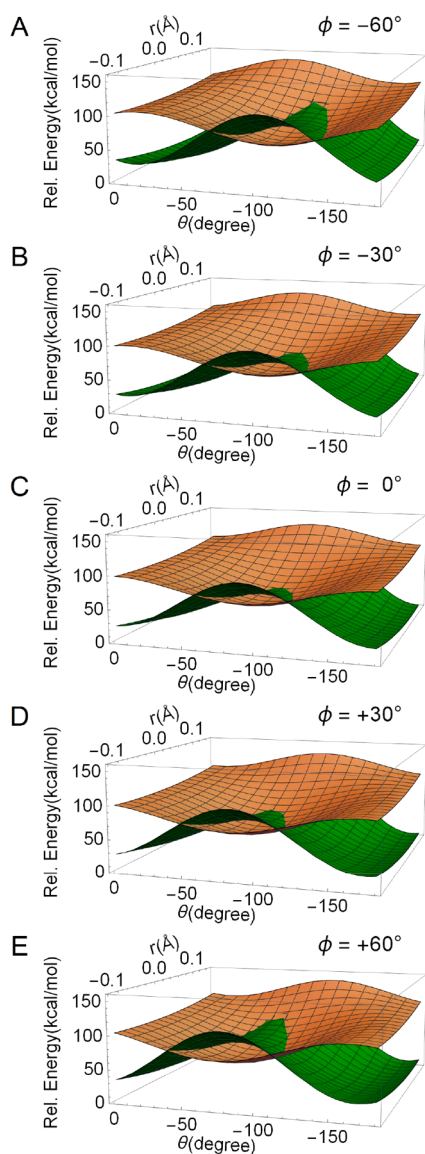 A
r(Å)
ϕ = −60°
−0.1
0.0
0.1
150
100
50
0
Rel. Energy(kcal/mol)
0
−50
−100
−150
θ(degree)
B
r(Å)
ϕ = −30°
−0.1
0.0
0.1
150
100
50
0
Rel. Energy(kcal/mol)
0
−50
−100
−150
θ(degree)
C
r(Å)
ϕ = 0°
−0.1
0.0
0.1
150
100
50
0
Rel. Energy(kcal/mol)
0
−50
−100
−150
θ(degree)
D
r(Å)
ϕ = +30°
−0.1
0.0
0.1
150
100
50
0
Rel. Energy(kcal/mol)
0
−50
−100
−150
θ(degree)
E
r(Å)
ϕ = +60°
−0.1
0.0
0.1
150
100
50
0
Rel. Energy(kcal/mol)
0
−50
−100
−150
θ(degree)